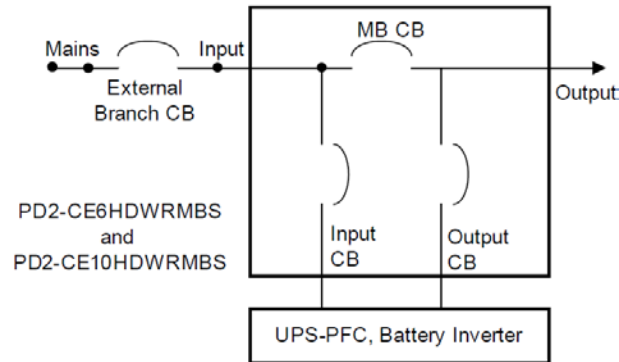 Mains
Input
MB CB
External
Branch CB
Output:
PD2-CE6HDWRMBS
and
PD2-CE10HDWRMBS
Input
CB
Output
CB
UPS-PFC, Battery Inverter